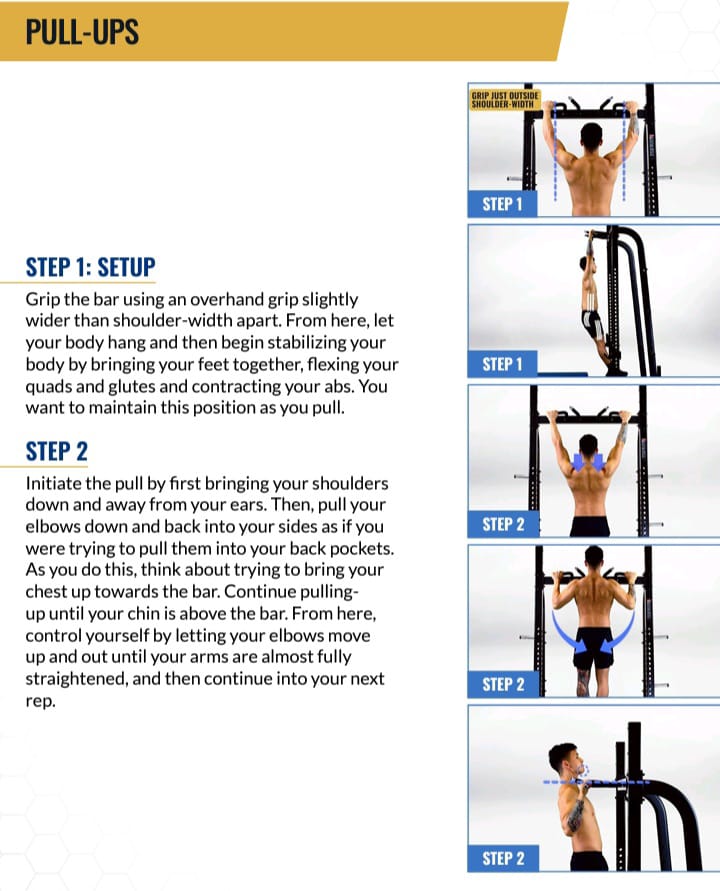 PULL-UPS
GRIP JUST OUTSIDE
SHOULDER-WIDTH
STEP 1
STEP 1: SETUP
Grip the bar using an overhand grip slightly
wider than shoulder-width apart. From here, let
your body hang and then begin stabilizing your
body by bringing your feet together, flexing your
quads and glutes and contracting your abs. You
want to maintain this position as you pull.
STEP 1
STEP 2
Initiate the pull by first bringing your shoulders
down and away from your ears. Then, pull your
elbows down and back into your sides as if you
were trying to pull them into your back pockets.
As you do this, think about trying to bring your
chest up towards the bar. Continue pulling-
up until your chin is above the bar. From here,
control yourself by letting your elbows move
up and out until your arms are almost fully
straightened, and then continue into your next
rep.
STEP 2
STEP 2
STEP 2